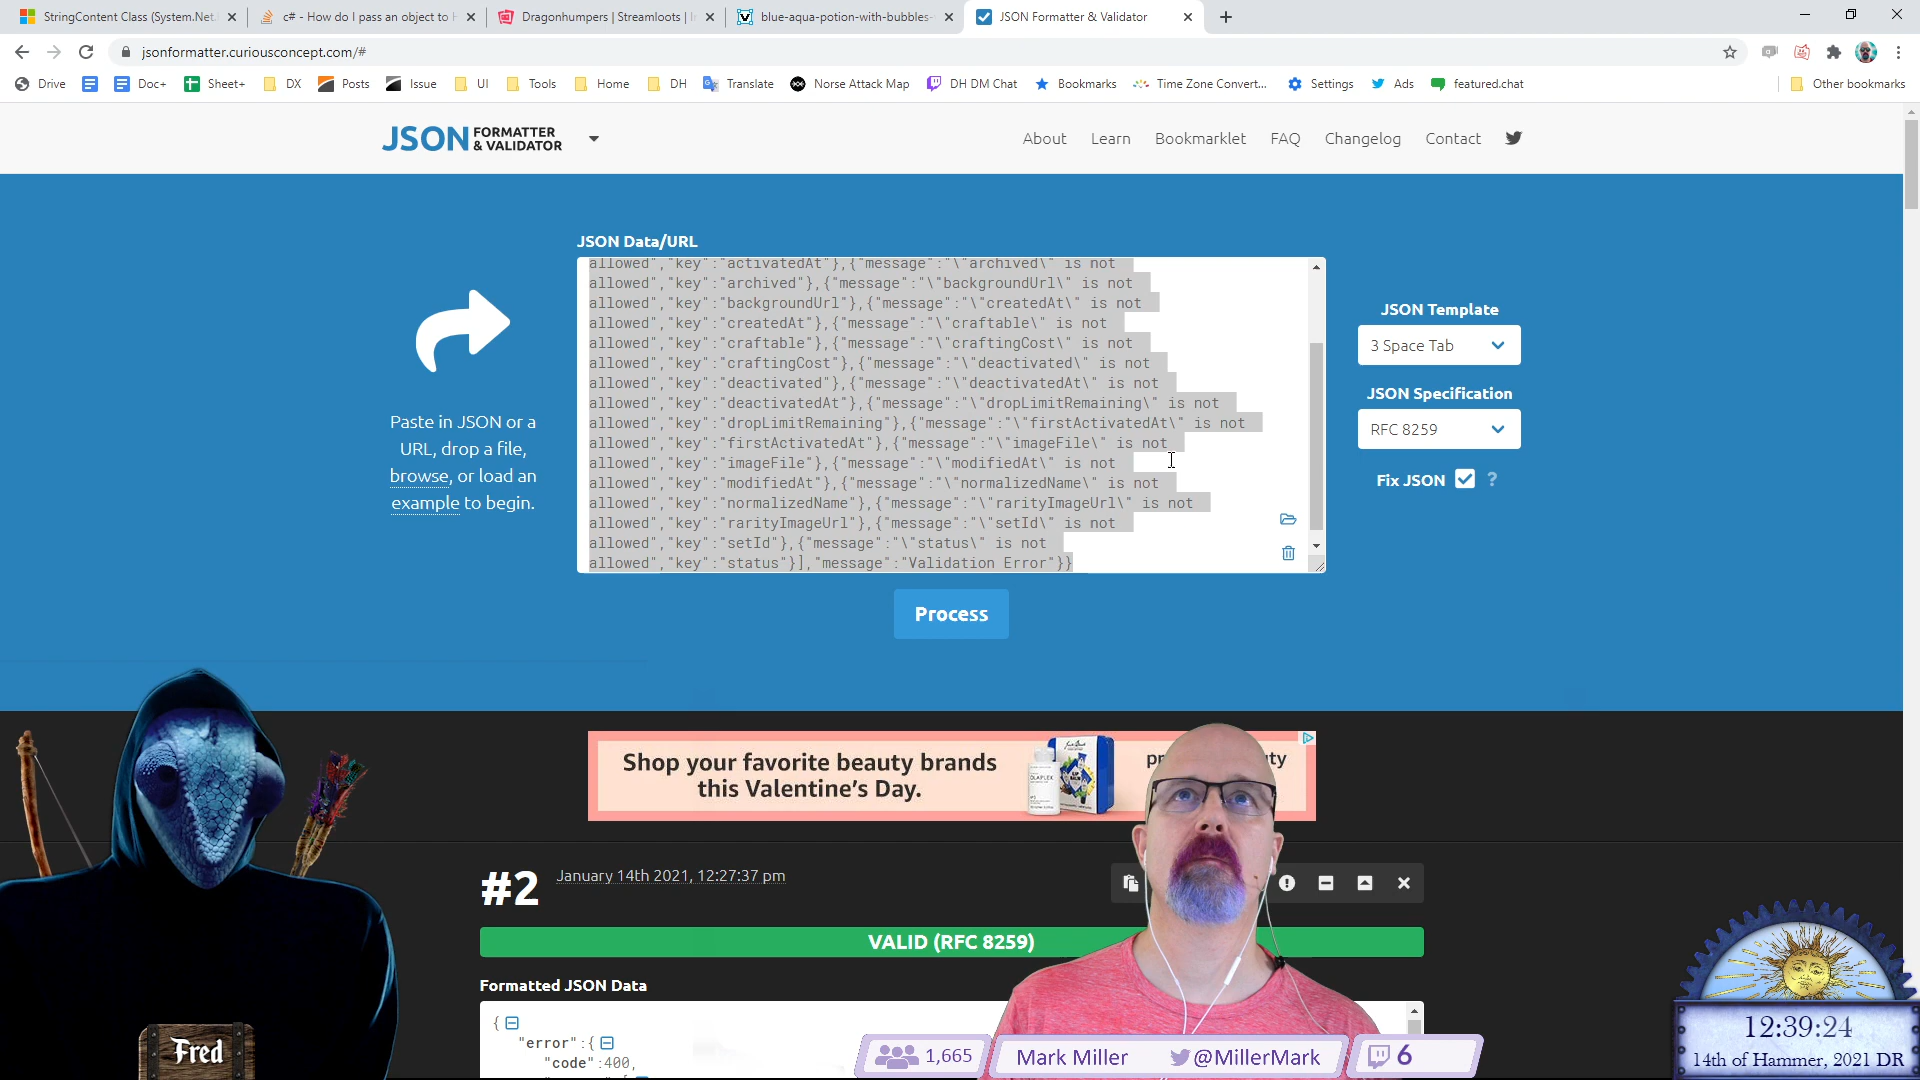 StringContent Class (System.Net.
c# - How do I pass an object to H
Dragonhumpers | Streamloots | I
blue-aqua-potion-with-bubbles-
JSON Formatter & Validator
jsonformatter.curiousconcept.com/#
Drive
Doc+
Sheet+
DX
Posts
Issue
UI
Tools
Home
DH
Translate
Norse Attack Map
DH DM Chat
Bookmarks
Time Zone Convert...
Settings
Ads
featured.chat
Other bookmarks
JSON FORMATTER & VALIDATOR
About
Learn
Bookmarklet
FAQ
Changelog
Contact
Paste in JSON or a
URL, drop a file,
browse, or load an
example to begin.
JSON Data/URL
allowed","key":"activatedAt"},{"message":"\"archived\" is not
allowed","key":"archived"},{"message":"\"backgroundUrl\" is not
allowed","key":"backgroundUrl"},{"message":"\"createdAt\" is not
allowed","key":"createdAt"},{"message":"\"craftable\" is not
allowed","key":"craftable"},{"message":"\"craftingCost\" is not
allowed","key":"craftingCost"},{"message":"\"deactivated\" is not
allowed","key":"deactivated"},{"message":"\"deactivatedAt\" is not
allowed","key":"deactivatedAt"},{"message":"\"dropLimitRemaining\" is not
allowed","key":"dropLimitRemaining"},{"message":"\"firstActivatedAt\" is not
allowed","key":"firstActivatedAt"},{"message":"\"imageFile\" is not
allowed","key":"imageFile"},{"message":"\"modifiedAt\" is not
allowed","key":"modifiedAt"},{"message":"\"normalizedName\" is not
allowed","key":"normalizedName"},{"message":"\"rarityImageUrl\" is not
allowed","key":"rarityImageUrl"},{"message":"\"setId\" is not
allowed","key":"setId"},{"message":"\"status\" is not
allowed","key":"status"}],"message":"Validation Error"}}
JSON Template
3 Space Tab
JSON Specification
RFC 8259
Fix JSON ?
Process
Shop your favorite beauty brands
this Valentine's Day.
#2
January 14th 2021, 12:27:37 pm
VALID (RFC 8259)
Formatted JSON Data
{
"error":{
"code":400,
Fred
1,665
Mark Miller
@MillerMark
6
12:39:24
14th of Hammer, 2021 DR